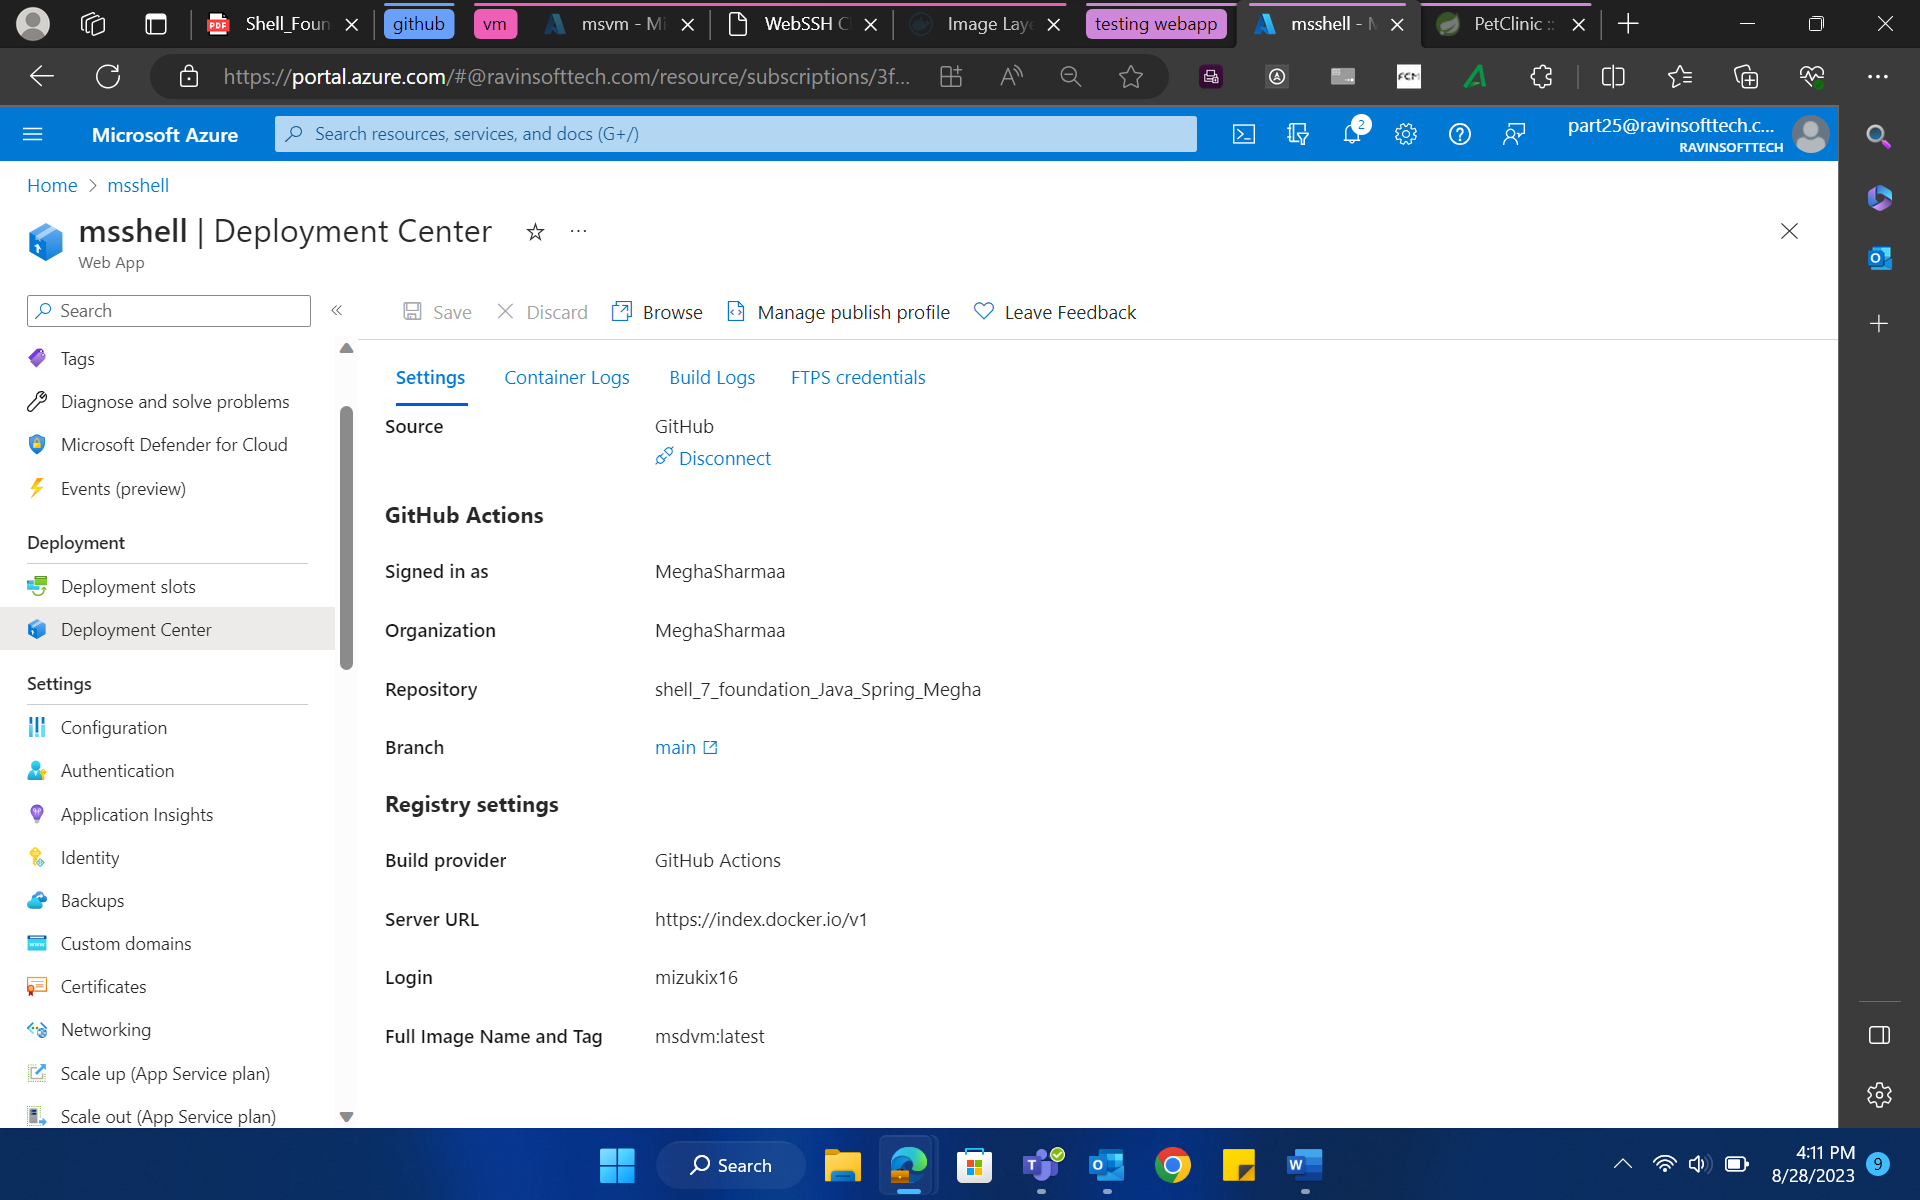 Shell_Foun
github
vm
msvm - Mi
WebSSH C
Image Laye
testing webapp
msshell - M
PetClinic ::
https://portal.azure.com/#@ravinsofttech.com/resource/subscriptions/3f...
Microsoft Azure
Search resources, services, and docs (G+/)
2
part25@ravinsofttech.c...
RAVINSOFTTECH
Home > msshell
msshell | Deployment Center
Web App
Search
Save
Discard
Browse
Manage publish profile
Leave Feedback
Tags
Diagnose and solve problems
Microsoft Defender for Cloud
Events (preview)
Deployment
Deployment slots
Deployment Center
Settings
Configuration
Authentication
Application Insights
Identity
Backups
Custom domains
Certificates
Networking
Scale up (App Service plan)
Scale out (App Service plan)
Settings
Container Logs
Build Logs
FTPS credentials
Source
GitHub
Disconnect
GitHub Actions
Signed in as
MeghaSharmaa
Organization
MeghaSharmaa
Repository
shell_7_foundation_Java_Spring_Megha
Branch
main
Registry settings
Build provider
GitHub Actions
Server URL
https://index.docker.io/v1
Login
mizukix16
Full Image Name and Tag
msdvm:latest
Search
4:11 PM
8/28/2023
9